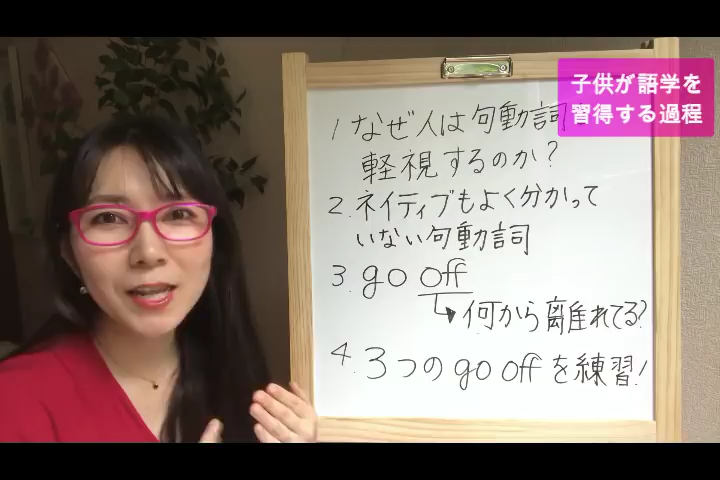 子供が語学を
習得する過程
1 なぜ人は句動詞
軽視するのか?
2. ネイティブもよく分かって
いない句動詞
3. go off
↳何から離れてる?
4. 3つのgo offを練習!